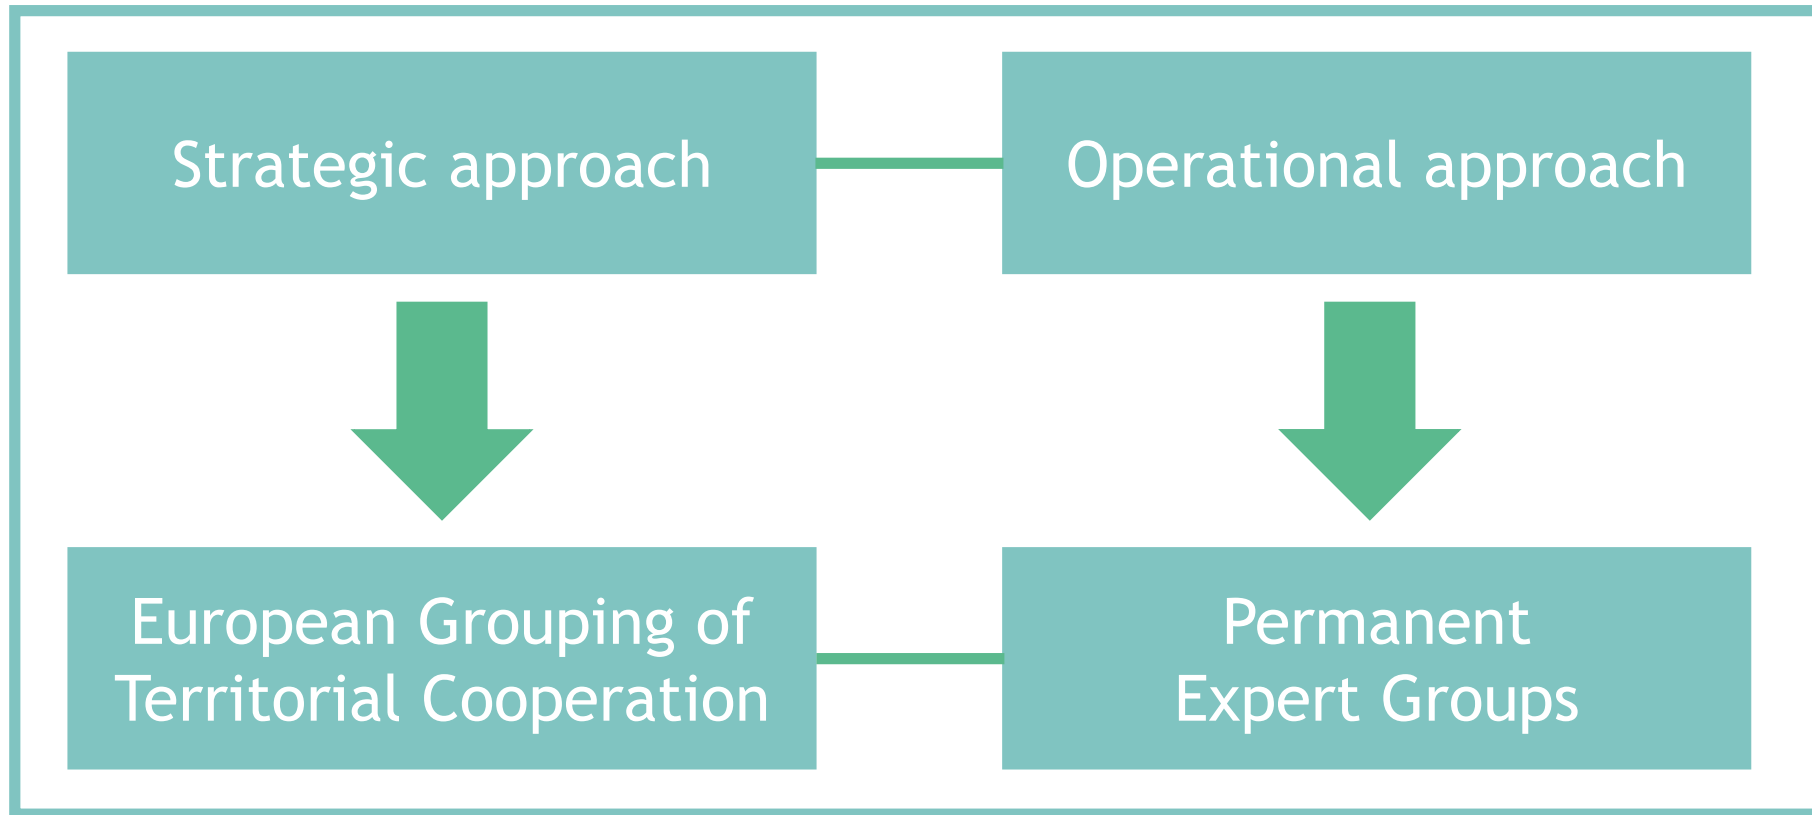 Strategic approach
Operational approach
European Grouping of
Territorial Cooperation
Permanent
Expert Groups